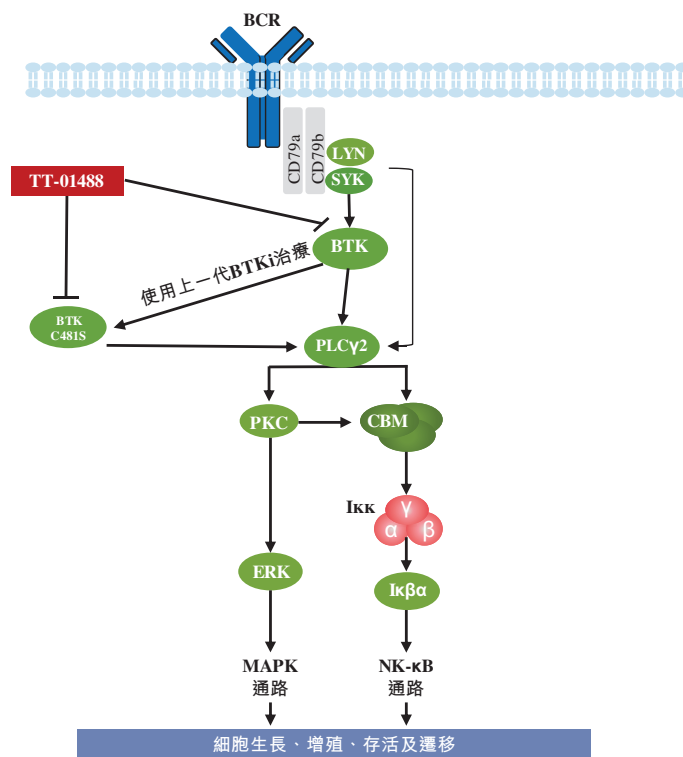 BCR
CD79a
CD79b
LYN
SYK
TT-01488
BTK
使用上一代BTKi治療
BTK
C481S
PLCγ2
PKC
CBM
Iκκ
γ
α
β
ERK
Iκβα
MAPK
通路
NK-κB
通路
細胞生長、增殖、存活及遷移